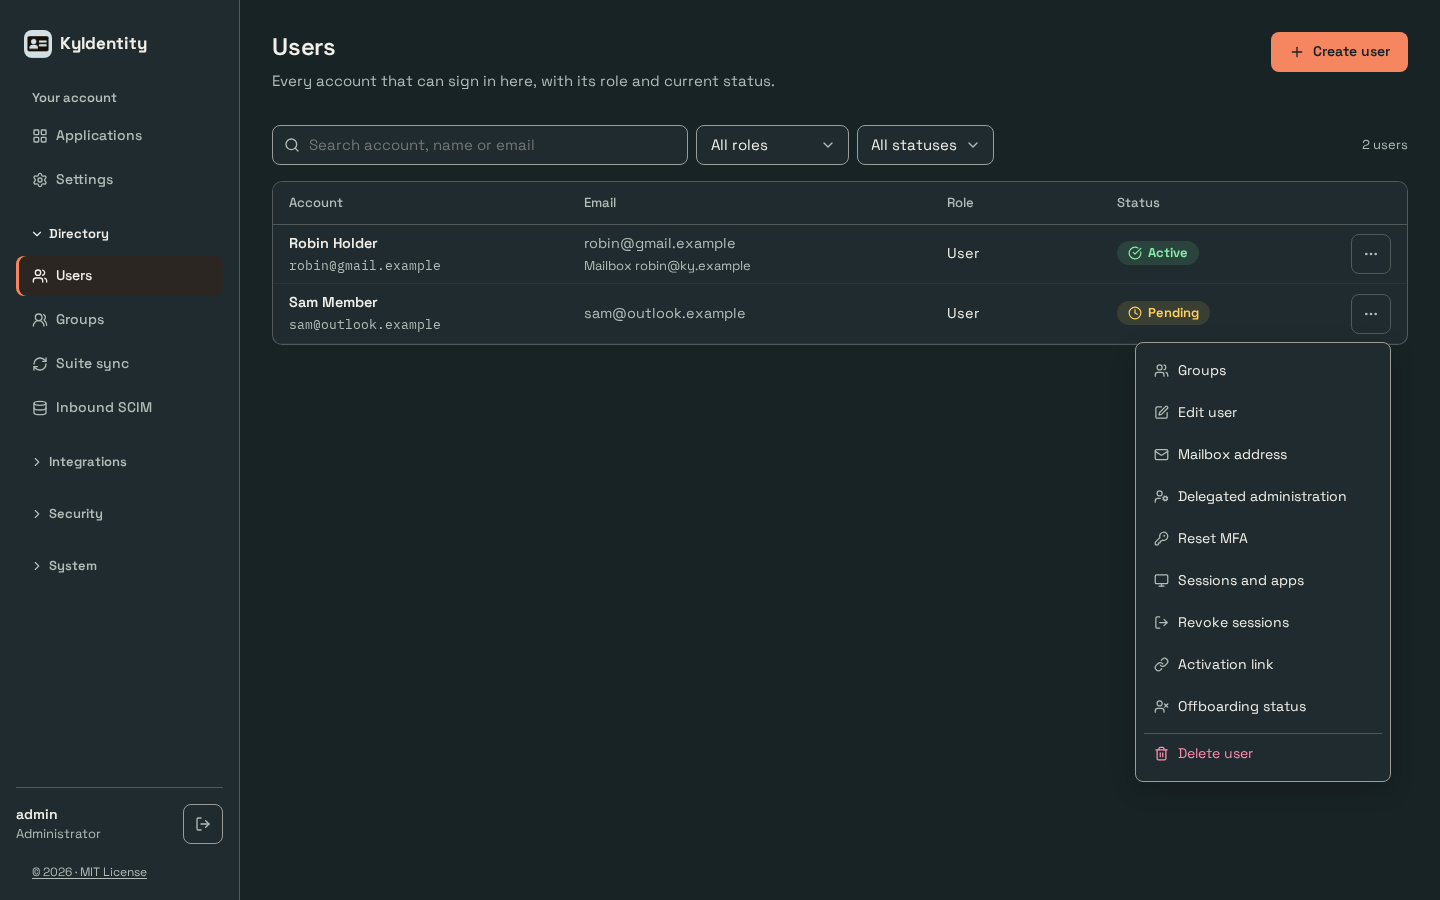 KyIdentity
Your account
Applications
Settings
Directory
Users
Groups
Suite sync
Inbound SCIM
Integrations
Security
System
admin
Administrator
© 2026 · MIT License
Users
Every account that can sign in here, with its role and current status.
Create user
Search account, name or email
All roles
All statuses
2 users
Account Email Role Status
Robin Holder
robin@gmail.example
robin@gmail.example
Mailbox robin@ky.example
User
Active
Sam Member
sam@outlook.example
sam@outlook.example
User
Pending
Groups
Edit user
Mailbox address
Delegated administration
Reset MFA
Sessions and apps
Revoke sessions
Activation link
Offboarding status
Delete user